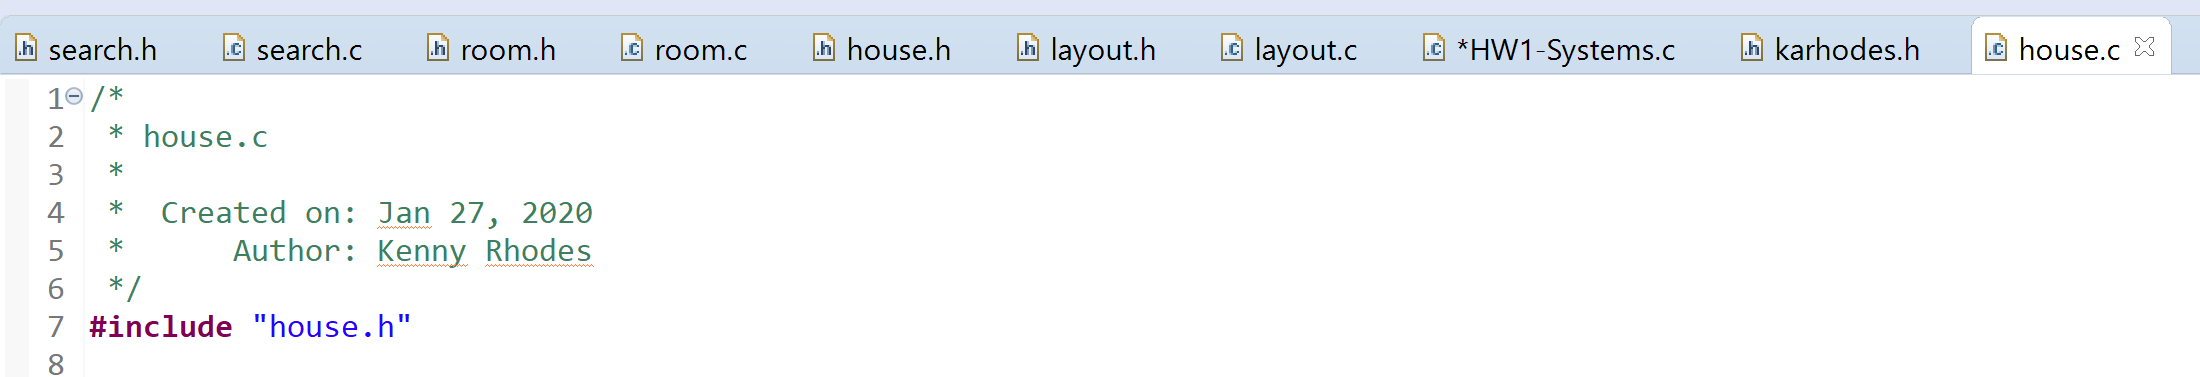 search.h search.c room.h room.c house.h layout.h layout.c *HW1-Systems.c karhodes.h house.c
1 /*
2  * house.c
3  *
4  *  Created on: Jan 27, 2020
5  *      Author: Kenny Rhodes
6  */
7 #include "house.h"
8